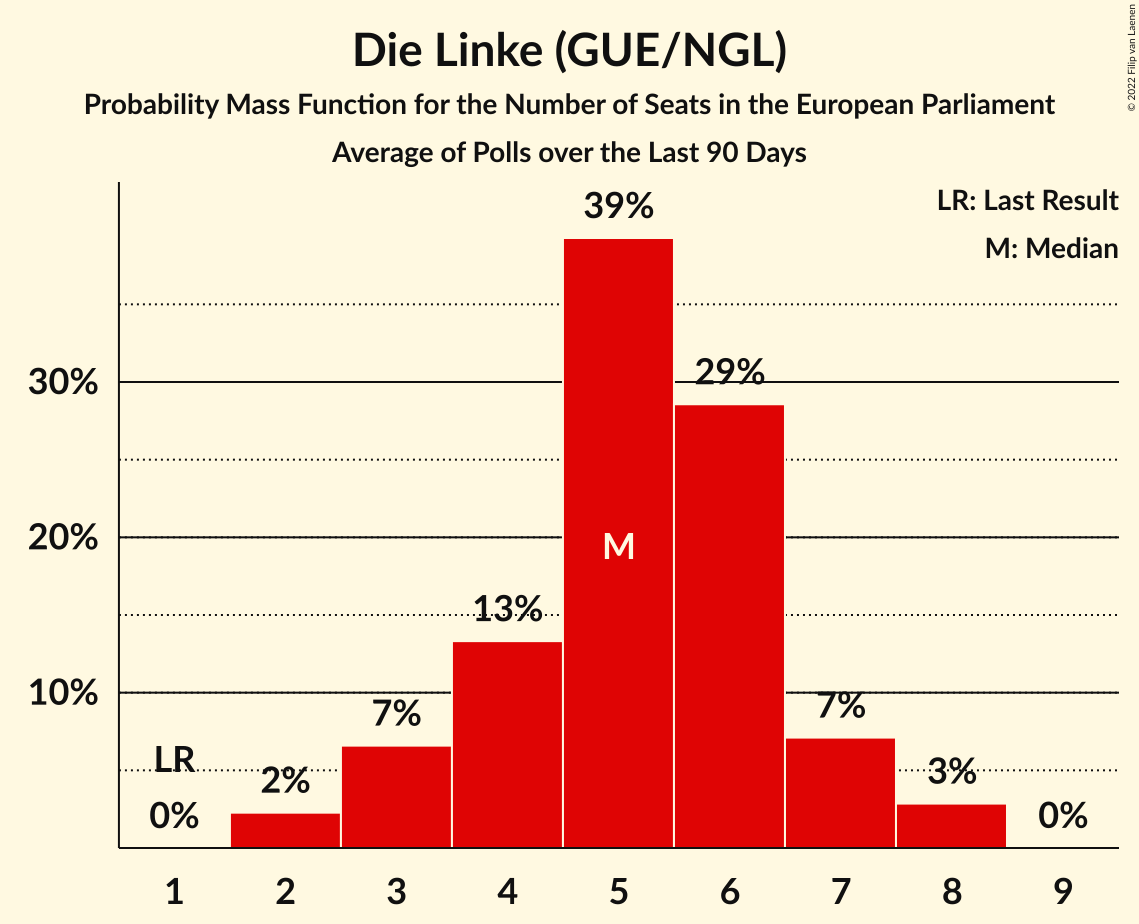 Die Linke (GUE/NGL)
Probability Mass Function for the Number of Seats in the European Parliament
Average of Polls over the Last 90 Days
© 2022 Filip van Laenen
LR: Last Result
M: Median
39%
29%
30%
20%
M
13%
10%
7%
7%
LR
2%
3%
0%
0%
1 2 3 4 5 6 7 8 9